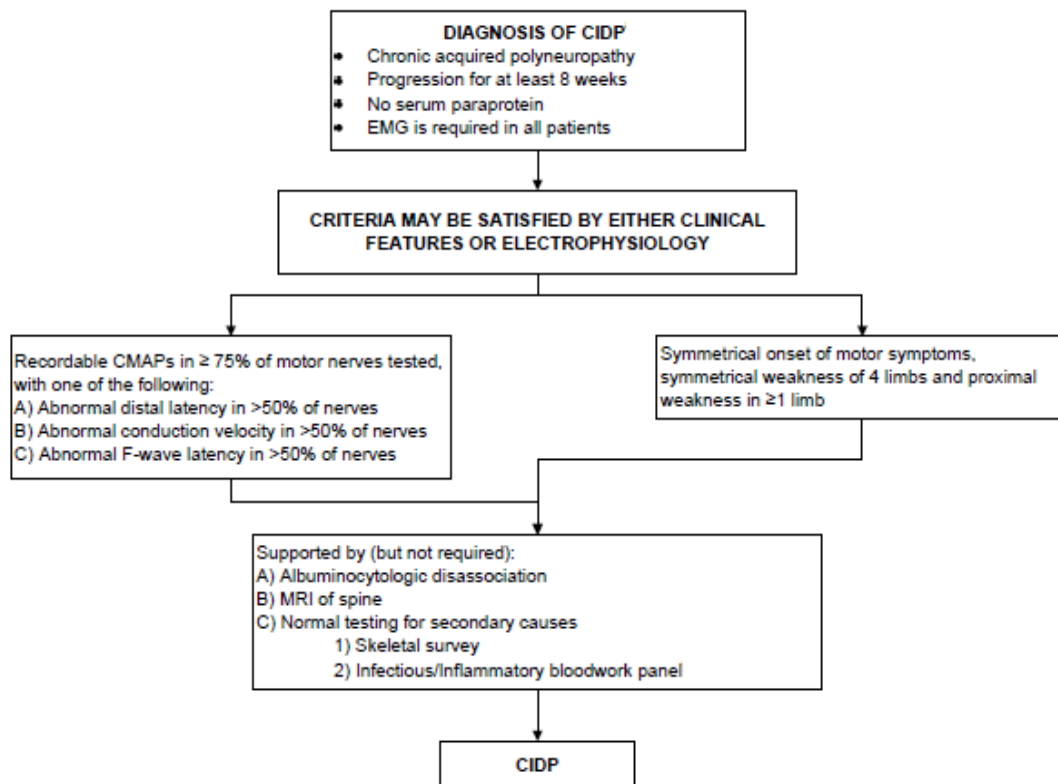 DIAGNOSIS OF CIDP
• Chronic acquired polyneuropathy
• Progression for at least 8 weeks
• No serum paraprotein
• EMG is required in all patients
CRITERIA MAY BE SATISFIED BY EITHER CLINICAL
FEATURES OR ELECTROPHYSIOLOGY
Recordable CMAPs in ≥ 75% of motor nerves tested,
with one of the following:
A) Abnormal distal latency in >50% of nerves
B) Abnormal conduction velocity in >50% of nerves
C) Abnormal F-wave latency in >50% of nerves
Symmetrical onset of motor symptoms,
symmetrical weakness of 4 limbs and proximal
weakness in ≥1 limb
Supported by (but not required):
A) Albuminocytologic disassociation
B) MRI of spine
C) Normal testing for secondary causes
1) Skeletal survey
2) Infectious/Inflammatory bloodwork panel
CIDP